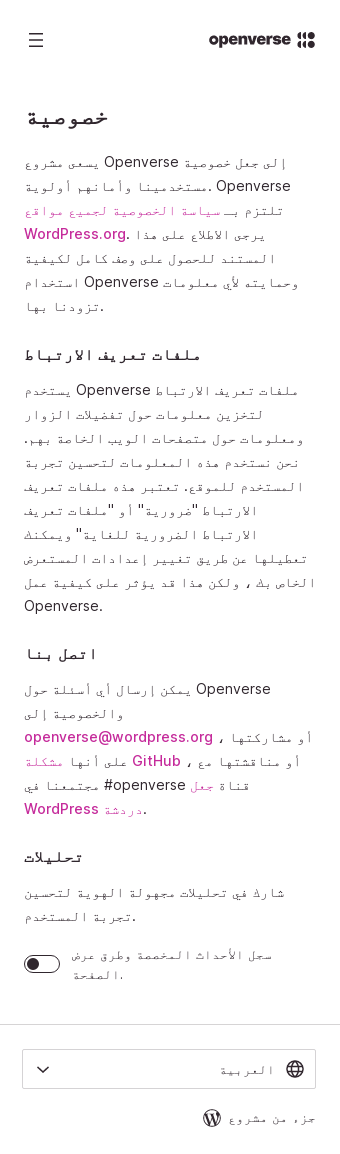 openverse
خصوصية
يسعى مشروع Openverse إلى جعل خصوصية
مستخدمينا وأمانهم أولوية. Openverse
تلتزم بـ سياسة الخصوصية لجميع مواقع
WordPress.org. يرجى الاطلاع على هذا
المستند للحصول على وصف كامل لكيفية
استخدام Openverse وحمايته لأي معلومات
تزودنا بها.
ملفات تعريف الارتباط
يستخدم Openverse ملفات تعريف الارتباط
لتخزين معلومات حول تفضيلات الزوار
ومعلومات حول متصفحات الويب الخاصة بهم.
نحن نستخدم هذه المعلومات لتحسين تجربة
المستخدم للموقع. تعتبر هذه ملفات تعريف
الارتباط "ضرورية" أو "ملفات تعريف
الارتباط الضرورية للغاية" ويمكنك
تعطيلها عن طريق تغيير إعدادات المستعرض
الخاص بك ، ولكن هذا قد يؤثر على كيفية عمل
Openverse.
اتصل بنا
يمكن إرسال أي أسئلة حول Openverse
والخصوصية إلى
openverse@wordpress.org ، أو مشاركتها
على أنها مشكلة GitHub ، أو مناقشتها مع
مجتمعنا في #openverse قناة جعل
WordPress دردشة.
تحليلات
شارك في تحليلات مجهولة الهوية لتحسين
تجربة المستخدم.
سجل الأحداث المخصصة وطرق عرض
الصفحة.
العربية
جزء من مشروع